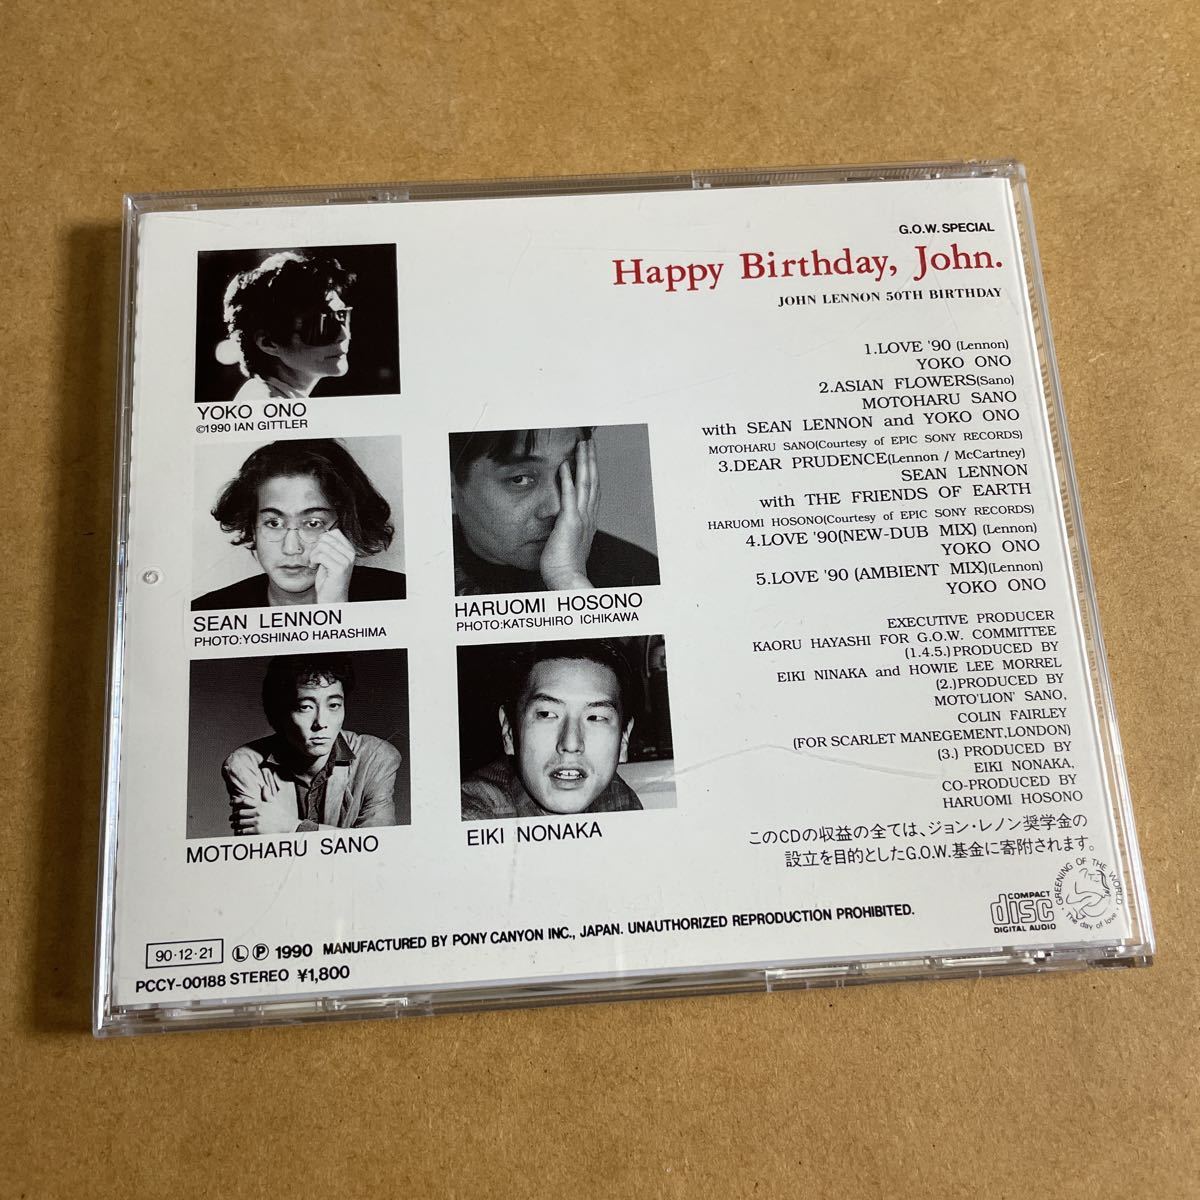 G.O.W. SPECIAL
Happy Birthday, John.
JOHN LENNON 50TH BIRTHDAY
1.LOVE '90 (Lennon)
YOKO ONO
2.ASIAN FLOWERS(Sano)
MOTOHARU SANO
with SEAN LENNON and YOKO ONO
MOTOHARU SANO(Courtesy of EPIC SONY RECORDS)
3.DEAR PRUDENCE(Lennon / McCartney)
SEAN LENNON
with THE FRIENDS OF EARTH
HARUOMI HOSONO(Courtesy of EPIC SONY RECORDS)
4.LOVE '90(NEW-DUB MIX) (Lennon)
YOKO ONO
5.LOVE '90 (AMBIENT MIX)(Lennon)
YOKO ONO
EXECUTIVE PRODUCER
KAORU HAYASHI FOR G.O.W. COMMITTEE
(1.4.5.)PRODUCED BY
EIKI NINAKA and HOWIE LEE MORREL
(2.)PRODUCED BY
MOTO'LION' SANO,
COLIN FAIRLEY
(FOR SCARLET MANEGEMENT,LONDON)
(3.) PRODUCED BY
EIKI NONAKA,
CO-PRODUCED BY
HARUOMI HOSONO
このCDの収益の全ては、ジョン・レノン奨学金の
設立を目的としたG.O.W.基金に寄附されます。
YOKO ONO
©1990 IAN GITTLER
SEAN LENNON
PHOTO:YOSHINAO HARASHIMA
HARUOMI HOSONO
PHOTO:KATSUHIRO ICHIKAWA
MOTOHARU SANO
EIKI NONAKA
COMPACT
disc
DIGITAL AUDIO
GREENING OF THE WORLD
The day of love
90・12・21 Ⓛ Ⓟ 1990 MANUFACTURED BY PONY CANYON INC., JAPAN. UNAUTHORIZED REPRODUCTION PROHIBITED.
PCCY-00188 STEREO ¥1,800